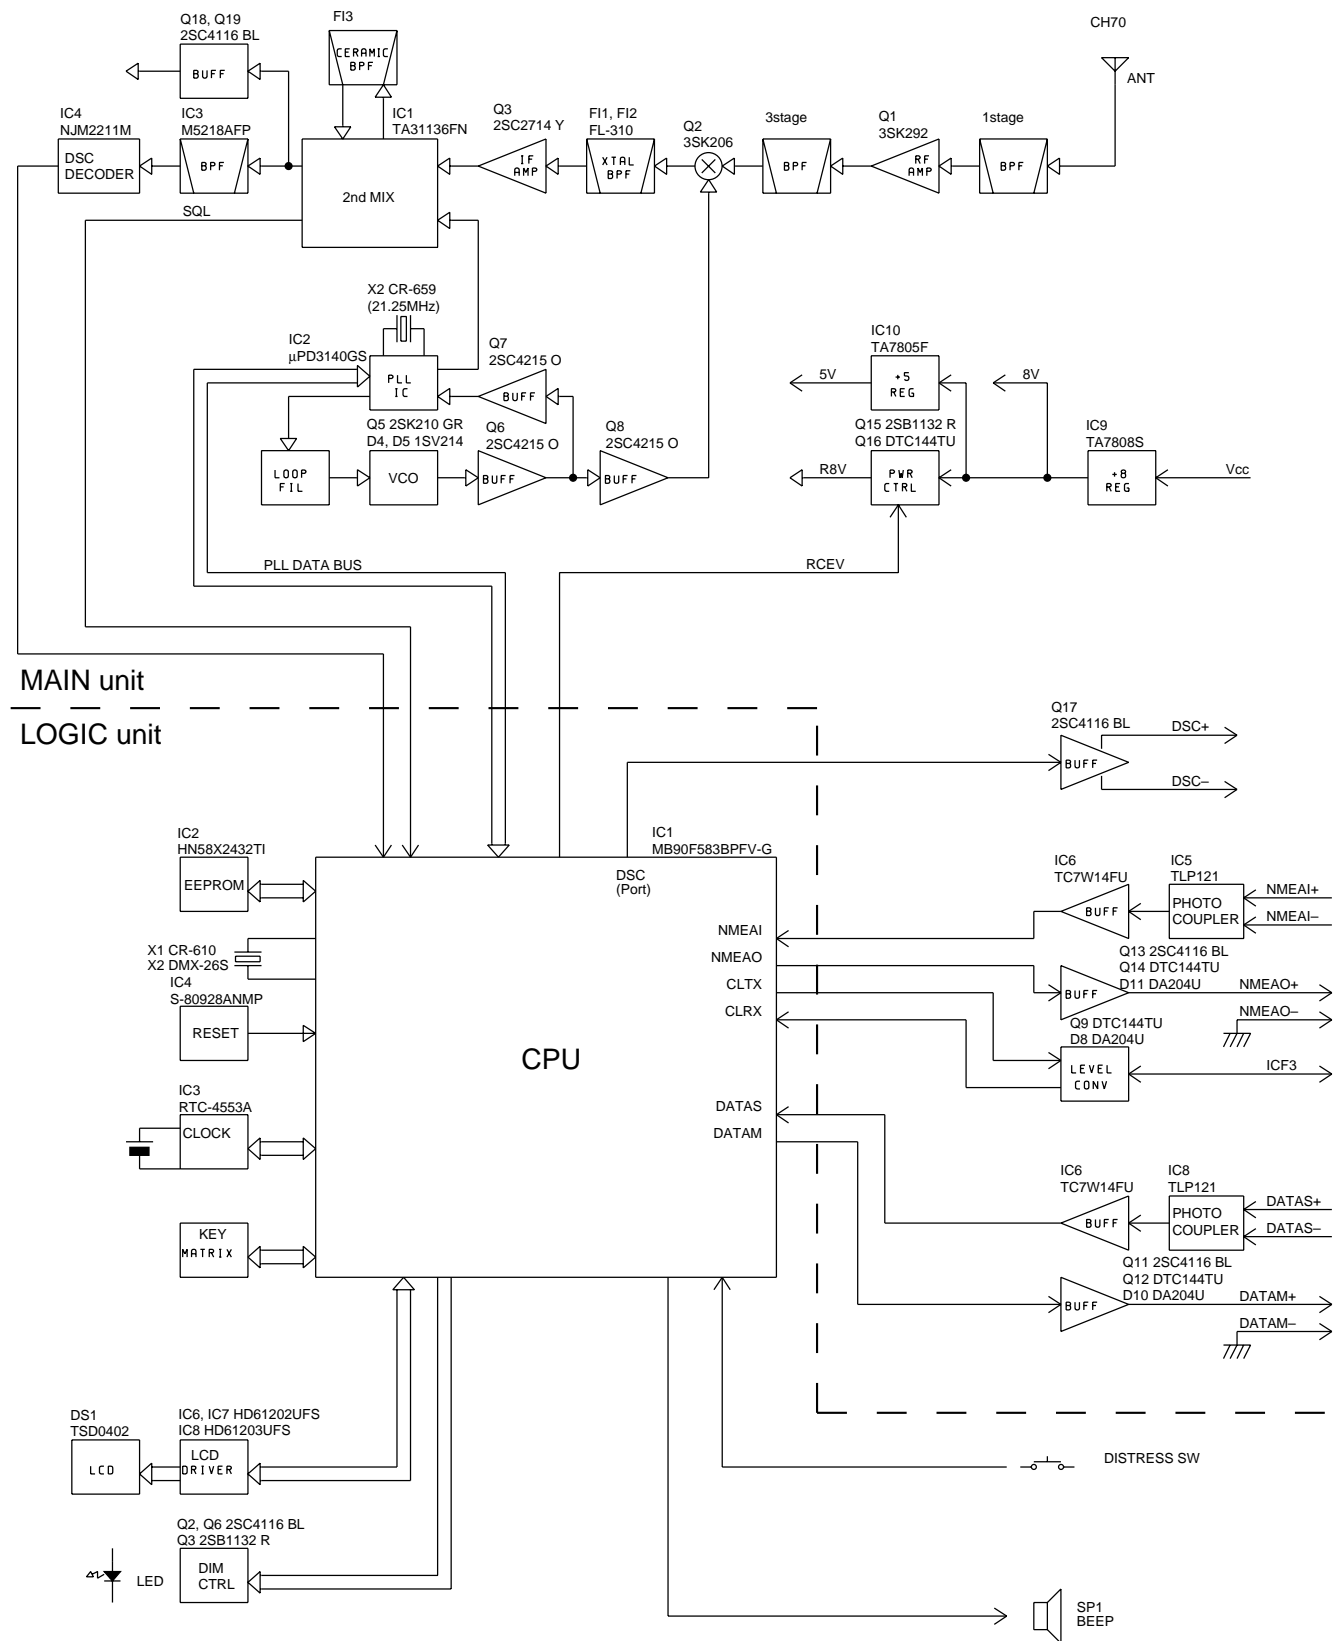 Q18, Q19
2SC4116 BL
BUFF
FI3
CERAMIC
BPF
CH70
ANT
IC4
NJM2211M
DSC
DECODER
IC3
M5218AFP
BPF
IC1
TA31136FN
2nd MIX
Q3
2SC2714 Y
IF
AMP
FI1, FI2
FL-310
XTAL
BPF
Q2
3SK206
3stage
BPF
Q1
3SK292
RF
AMP
1stage
BPF
SQL
X2 CR-659
(21.25MHz)
IC2
µPD3140GS
PLL
IC
Q7
2SC4215 O
BUFF
Q5 2SK210 GR
D4, D5 1SV214
LOOP
FIL
VCO
Q6
2SC4215 O
BUFF
Q8
2SC4215 O
BUFF
IC10
TA7805F
5V
+5
REG
8V
Q15 2SB1132 R
Q16 DTC144TU
R8V
PWR
CTRL
IC9
TA7808S
+8
REG
Vcc
PLL DATA BUS
RCEV
MAIN unit
LOGIC unit
Q17
2SC4116 BL
BUFF
DSC+
DSC–
IC2
HN58X2432TI
EEPROM
IC1
MB90F583BPFV-G
DSC
(Port)
CPU
X1 CR-610
X2 DMX-26S
IC4
S-80928ANMP
RESET
IC3
RTC-4553A
CLOCK
KEY
MATRIX
NMEAI
NMEAO
CLTX
CLRX
DATAS
DATAM
IC6
TC7W14FU
BUFF
IC5
TLP121
PHOTO
COUPLER
NMEAI+
NMEAI–
Q13 2SC4116 BL
Q14 DTC144TU
D11 DA204U
BUFF
NMEAO+
NMEAO–
Q9 DTC144TU
D8 DA204U
LEVEL
CONV
ICF3
IC6
TC7W14FU
BUFF
IC8
TLP121
PHOTO
COUPLER
DATAS+
DATAS–
Q11 2SC4116 BL
Q12 DTC144TU
D10 DA204U
BUFF
DATAM+
DATAM–
DS1
TSD0402
LCD
IC6, IC7 HD61202UFS
IC8 HD61203UFS
LCD
DRIVER
DISTRESS SW
Q2, Q6 2SC4116 BL
Q3 2SB1132 R
LED
DIM
CTRL
SP1
BEEP